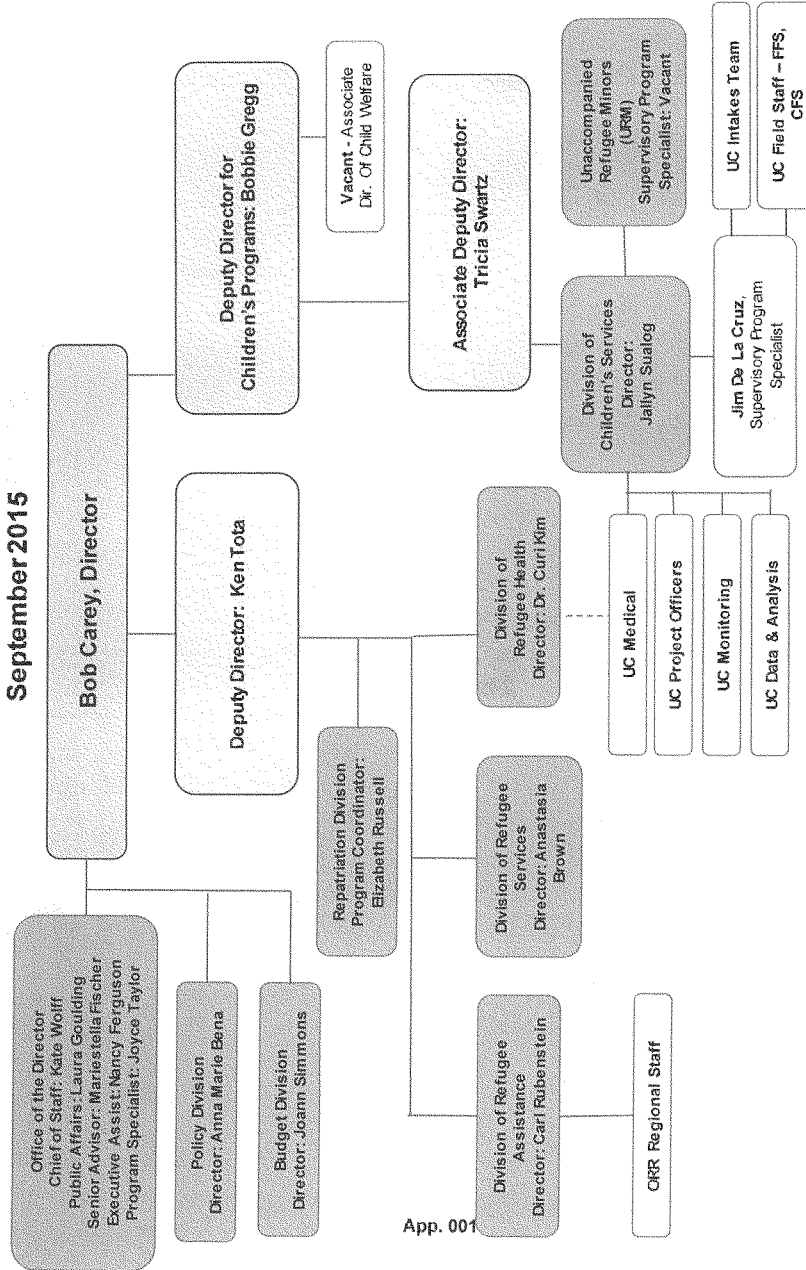 September 2015
Bob Carey, Director
Office of the Director
Chief of Staff: Kate Wolff
Public Affairs: Laura Goulding
Senior Advisor: Mariestella Fischer
Executive Assist: Nancy Ferguson
Program Specialist: Joyce Taylor
Policy Division
Director: Anna Marie Bena
Budget Division
Director: Joann Simmons
Deputy Director: Ken Tota
Deputy Director for
Children's Programs: Bobbie Gregg
Vacant - Associate
Dir. Of Child Welfare
Associate Deputy Director:
Tricia Swartz
Repatriation Division
Program Coordinator:
Elizabeth Russell
Division of Refugee
Assistance
Director: Carl Rubenstein
ORR Regional Staff
Division of Refugee
Services
Director: Anastasia
Brown
Division of
Refugee Health
Director: Dr. Curi Kim
Division of
Children's Services
Director:
Jallyn Sualog
Unaccompanied
Refugee Minors
(URM)
Supervisory Program
Specialist: Vacant
UC Medical
UC Project Officers
UC Monitoring
UC Data & Analysis
Jim De La Cruz,
Supervisory Program
Specialist
UC Intakes Team
UC Field Staff – FFS,
CFS
App. 001